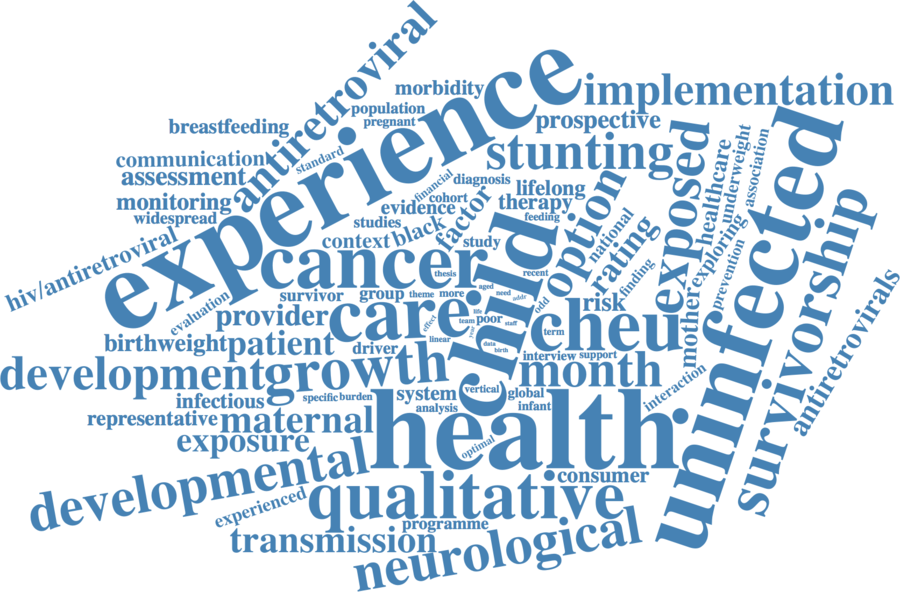 antiretroviral
morbidity
experience
implementation
population
pregnant
breastfeeding
prospective
communication
standard
stunting
exposed
healthcare
underweight
association
uninfected
assessment
financial
diagnosis
lifelong
monitoring
evidence
cohort
factor
therapy
option
widespread
studies
feeding
national
rating
exploring
survivorship
hiv/antiretroviral
context
black
study
child
cancer
thesis
recent
finding
prevention
mother
antiretrovirals
evaluation
survivor
group
theme
more
aged
need
addr
odd
risk
provider
care
effect
life
team
year
poor
staff
cheu
term
birthweight
patient
driver
linear
data
birth
interview
support
development
growth
month
interaction
infectious
specific
burden
system
vertical
global
representative
maternal
analysis
infant
health
exposure
optimal
developmental
consumer
experienced
qualitative
programme
transmission
neurological